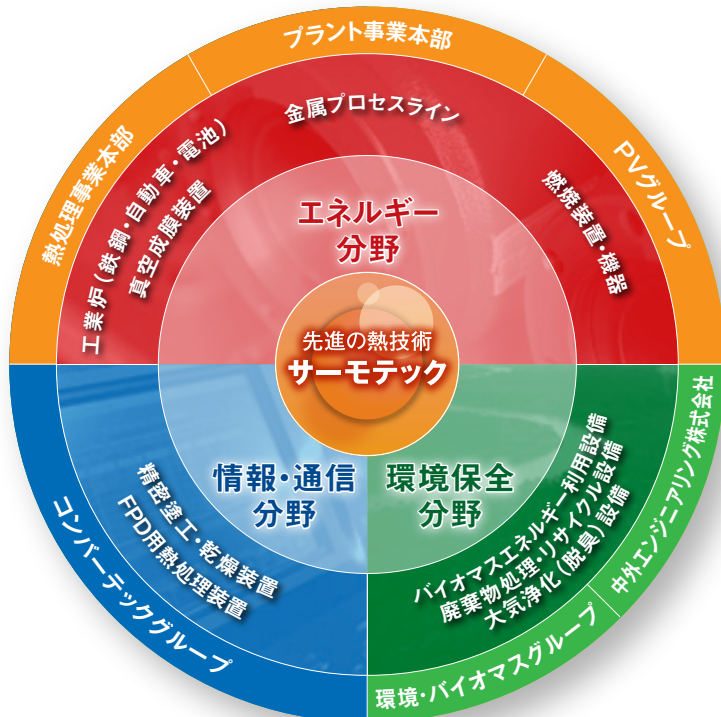 プラント事業本部
熱処理事業本部
PVグループ
金属プロセスライン
工業炉(鉄鋼・自動車・電池)
真空成膜装置
燃焼装置・機器
エネルギー
分野
先進の熱技術
サーモテック
情報・通信
分野
環境保全
分野
精密塗工・乾燥装置
FPD用熱処理装置
バイオマスエネルギー利用設備
廃棄物処理・リサイクル設備
大気浄化(脱臭)設備
コンバーテックグループ
環境・バイオマスグループ
中外エンジニアリング株式会社